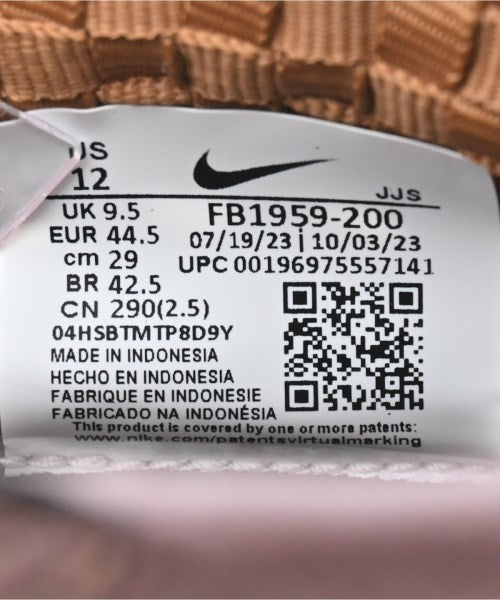 US
12
JJS
UK 9.5
FB1959-200
EUR 44.5
07/19/23 | 10/03/23
cm 29
UPC 00196975557141
BR 42.5
CN 290(2.5)
04HSBTMTP8D9Y
MADE IN INDONESIA
HECHO EN INDONESIA
FABRIQUE EN INDONESIE
FABRICADO NA INDONÉSIA
This product is covered by one or more patents:
www.nike.com/patentsvirtualmarking